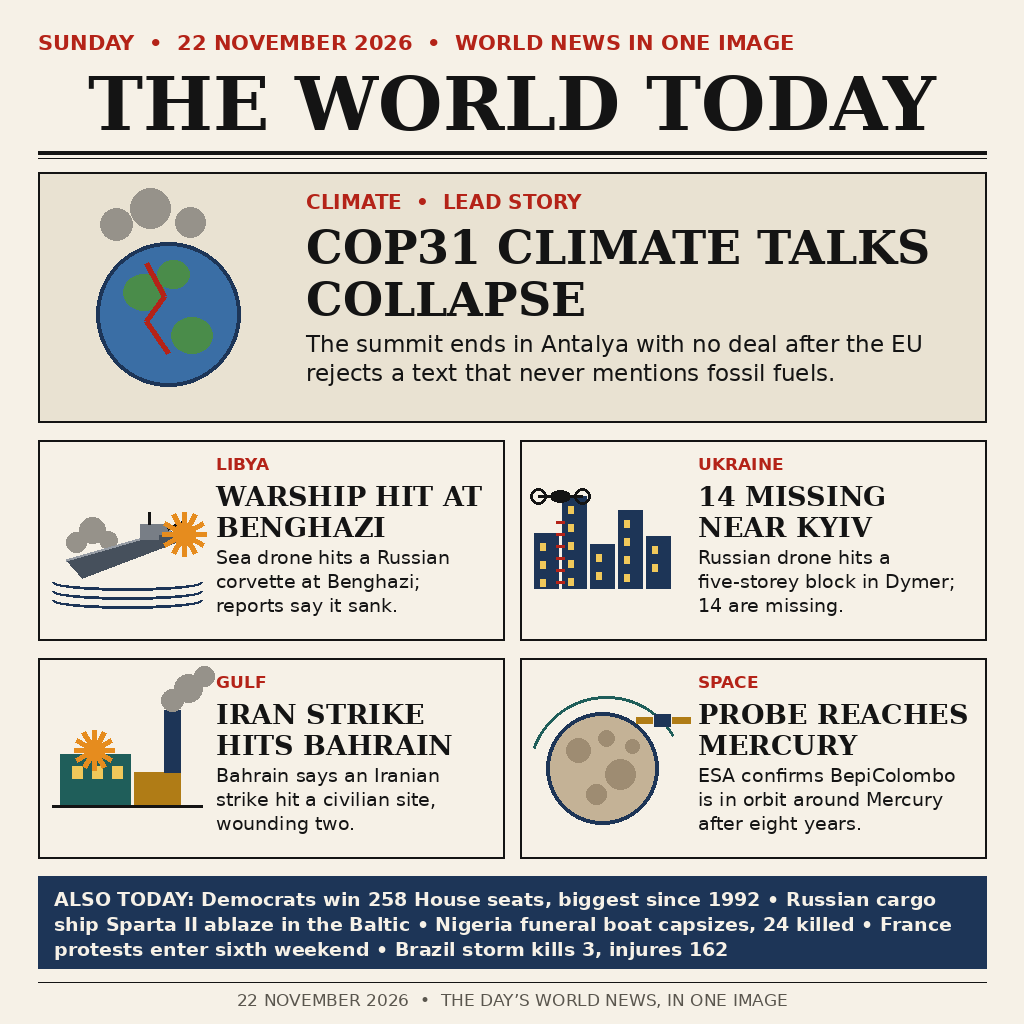 SUNDAY • 22 NOVEMBER 2026 • WORLD NEWS IN ONE IMAGE
THE WORLD TODAY
CLIMATE • LEAD STORY
COP31 CLIMATE TALKS
COLLAPSE
The summit ends in Antalya with no deal after the EU
rejects a text that never mentions fossil fuels.
LIBYA
WARSHIP HIT AT
BENGHAZI
Sea drone hits a Russian
corvette at Benghazi;
reports say it sank.
UKRAINE
14 MISSING
NEAR KYIV
Russian drone hits a
five-storey block in Dymer;
14 are missing.
GULF
IRAN STRIKE
HITS BAHRAIN
Bahrain says an Iranian
strike hit a civilian site,
wounding two.
SPACE
PROBE REACHES
MERCURY
ESA confirms BepiColombo
is in orbit around Mercury
after eight years.
ALSO TODAY: Democrats win 258 House seats, biggest since 1992 • Russian cargo
ship Sparta II ablaze in the Baltic • Nigeria funeral boat capsizes, 24 killed • France
protests enter sixth weekend • Brazil storm kills 3, injures 162
22 NOVEMBER 2026 • THE DAY’S WORLD NEWS, IN ONE IMAGE